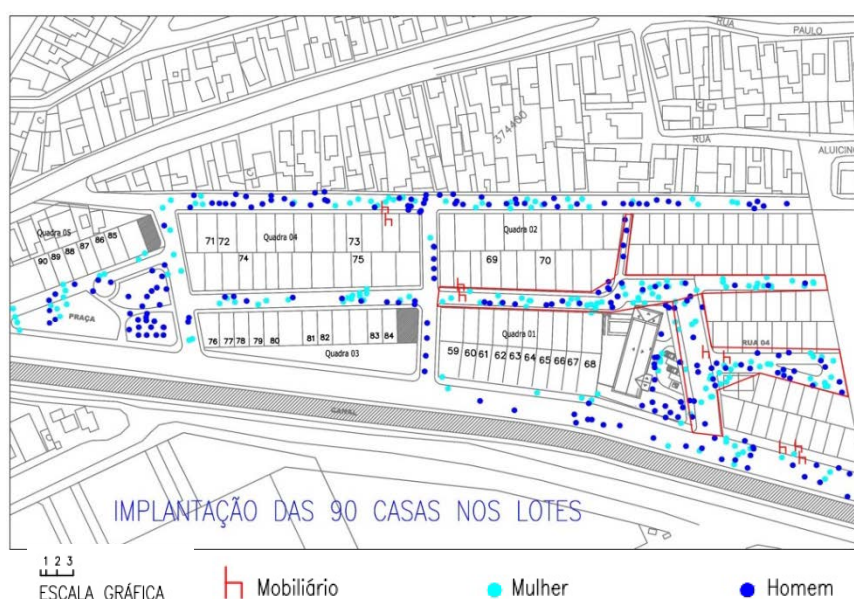 RUA
PAULO
374400
RUA
ALUICINO
Quadra 05
85
86
87
88
89
90
71 72
Quadra 04
73
74
75
Quadra 02
69
70
PRAÇA
76 77 78 79 80
81 82
83 84
Quadra 03
Quadra 01
59 60 61 62 63 64 65 66 67 68
RUA 04
CANAL
IMPLANTAÇÃO DAS 90 CASAS NOS LOTES
1 2 3
ESCALA GRÁFICA
Mobiliário
Mulher
Homem